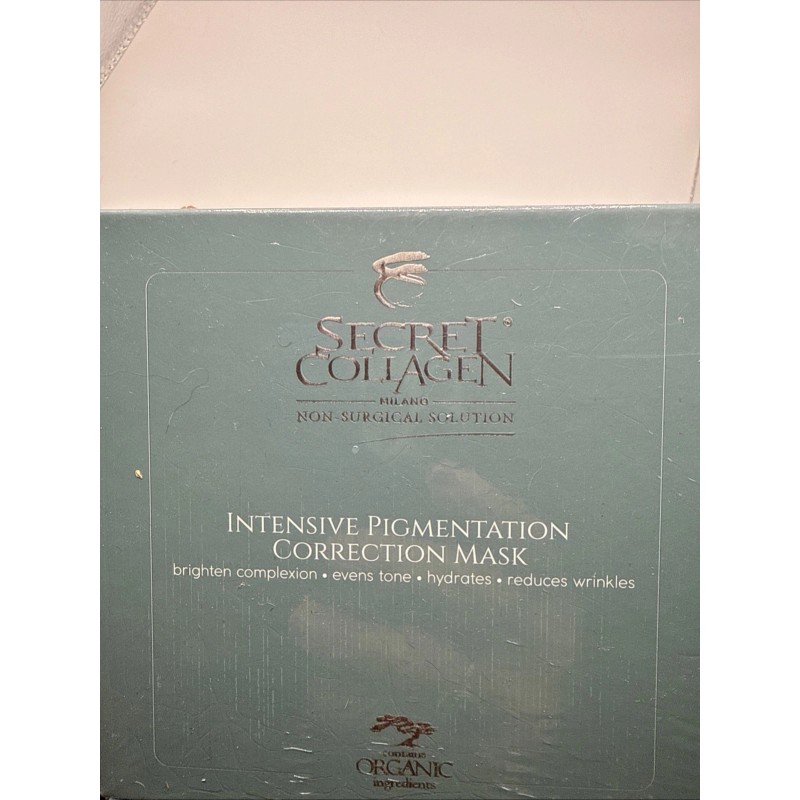 SECRET®
COLLAGEN
MILANO
NON-SURGICAL SOLUTION
INTENSIVE PIGMENTATION
CORRECTION MASK
brighten complexion • evens tone • hydrates • reduces wrinkles
ORGANIC
ingredients